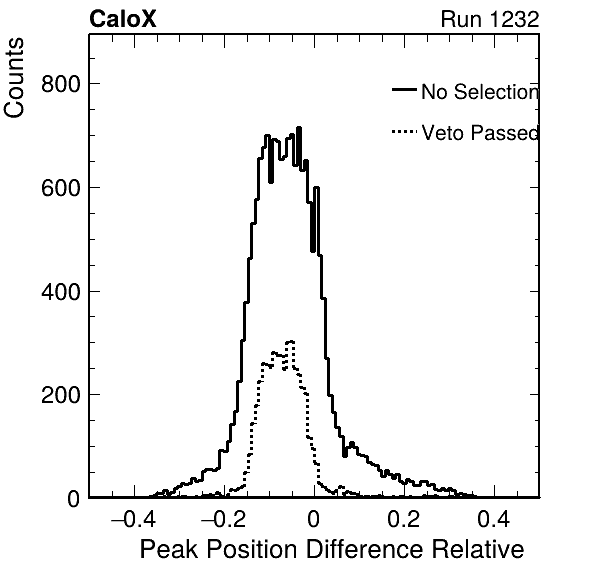 CaloX Run 1232
Counts
800
600
400
200
0
No Selection
Veto Passed
−0.4 −0.2 0 0.2 0.4
Peak Position Difference Relative